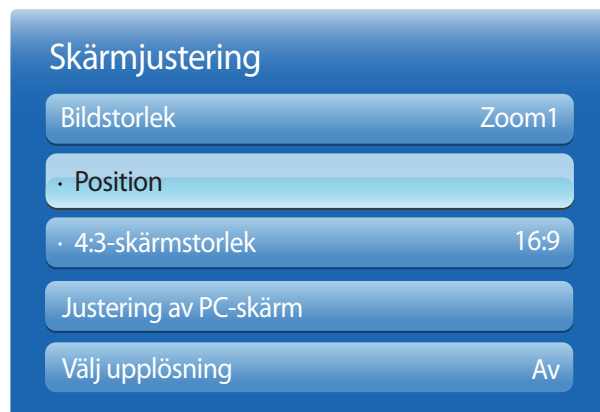 Skärmjustering
Bildstorlek Zoom1
· Position
· 4:3-skärmstorlek 16:9
Justering av PC-skärm
Välj upplösning Av